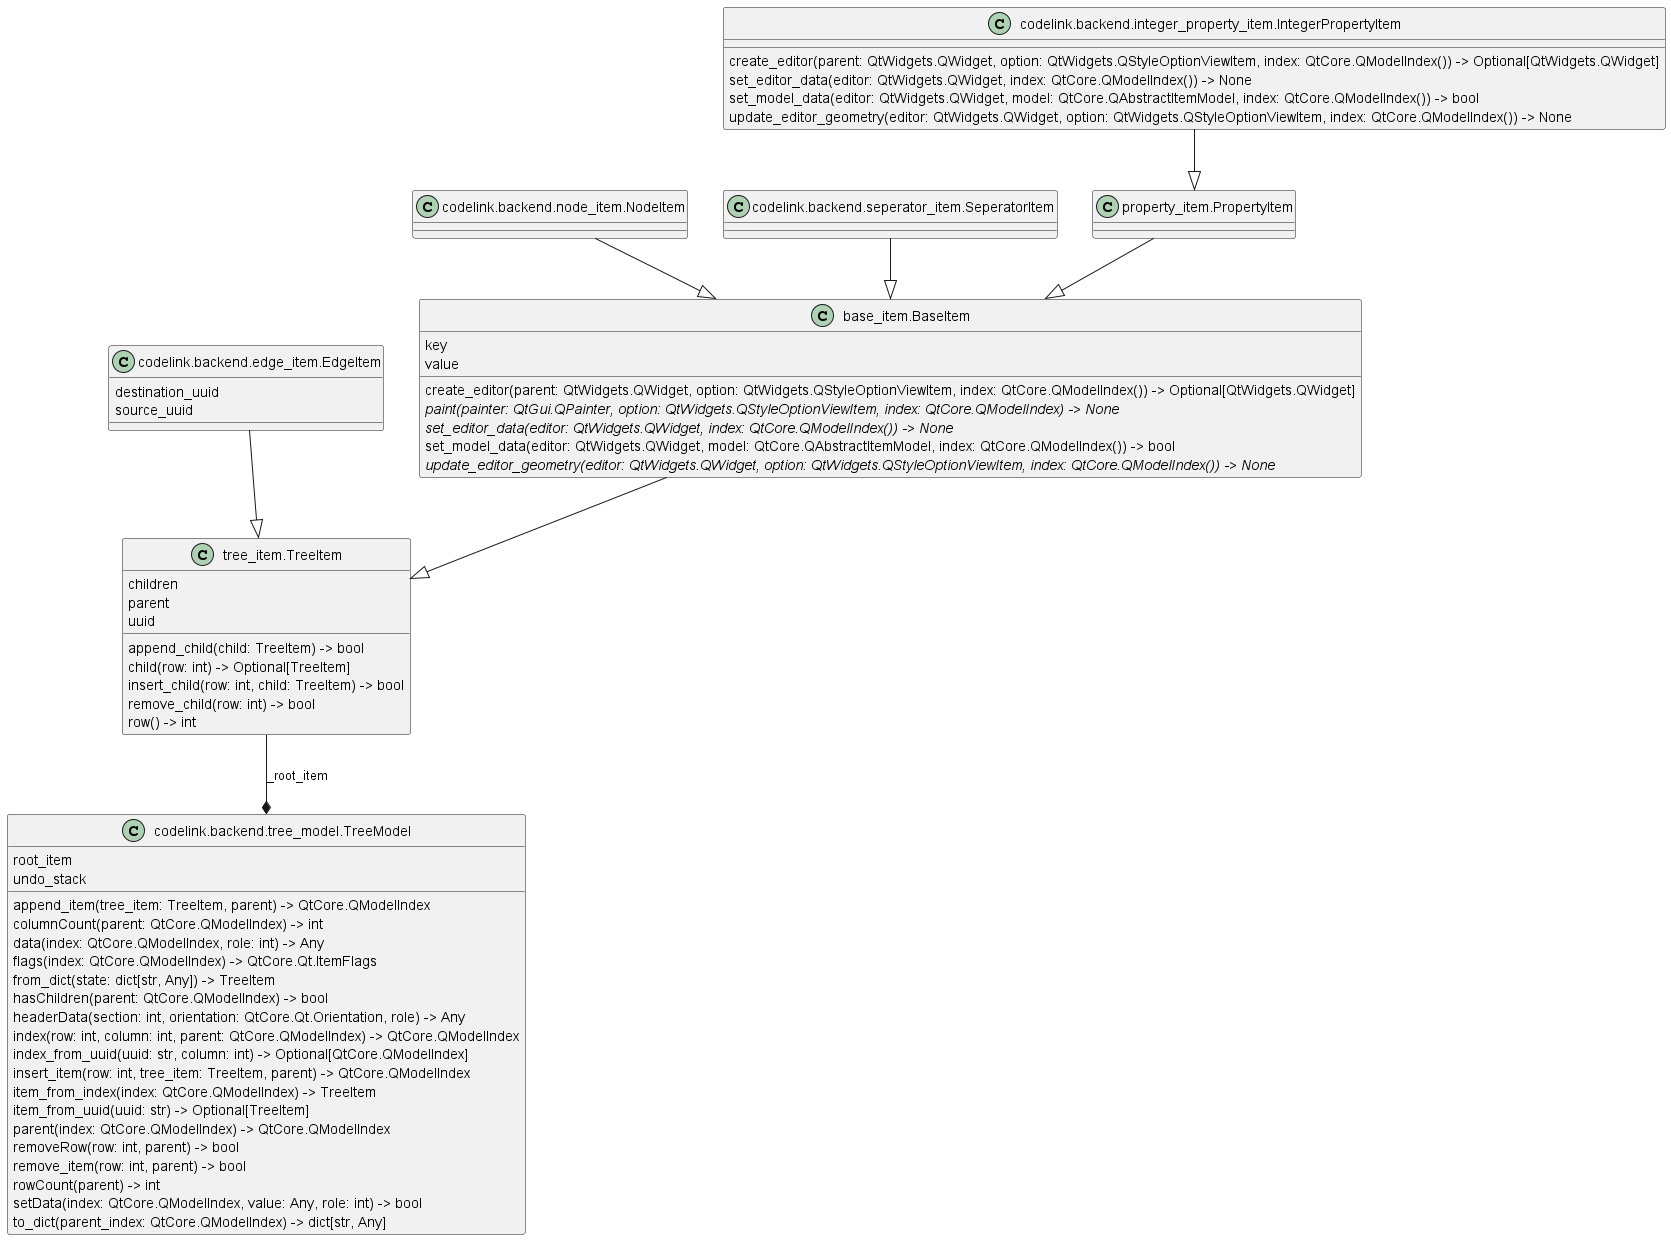 C codelink.backend.integer_property_item.IntegerPropertyItem
create_editor(parent: QtWidgets.QWidget, option: QtWidgets.QStyleOptionViewItem, index: QtCore.QModelIndex()) -> Optional[QtWidgets.QWidget]
set_editor_data(editor: QtWidgets.QWidget, index: QtCore.QModelIndex()) -> None
set_model_data(editor: QtWidgets.QWidget, model: QtCore.QAbstractItemModel, index: QtCore.QModelIndex()) -> bool
update_editor_geometry(editor: QtWidgets.QWidget, option: QtWidgets.QStyleOptionViewItem, index: QtCore.QModelIndex()) -> None
C codelink.backend.node_item.NodeItem
C codelink.backend.seperator_item.SeperatorItem
C property_item.PropertyItem
C base_item.BaseItem
key
value
create_editor(parent: QtWidgets.QWidget, option: QtWidgets.QStyleOptionViewItem, index: QtCore.QModelIndex()) -> Optional[QtWidgets.QWidget]
paint(painter: QtGui.QPainter, option: QtWidgets.QStyleOptionViewItem, index: QtCore.QModelIndex) -> None
set_editor_data(editor: QtWidgets.QWidget, index: QtCore.QModelIndex()) -> None
set_model_data(editor: QtWidgets.QWidget, model: QtCore.QAbstractItemModel, index: QtCore.QModelIndex()) -> bool
update_editor_geometry(editor: QtWidgets.QWidget, option: QtWidgets.QStyleOptionViewItem, index: QtCore.QModelIndex()) -> None
C codelink.backend.edge_item.EdgeItem
destination_uuid
source_uuid
C tree_item.TreeItem
children
parent
uuid
append_child(child: TreeItem) -> bool
child(row: int) -> Optional[TreeItem]
insert_child(row: int, child: TreeItem) -> bool
remove_child(row: int) -> bool
row() -> int
_root_item
C codelink.backend.tree_model.TreeModel
root_item
undo_stack
append_item(tree_item: TreeItem, parent) -> QtCore.QModelIndex
columnCount(parent: QtCore.QModelIndex) -> int
data(index: QtCore.QModelIndex, role: int) -> Any
flags(index: QtCore.QModelIndex) -> QtCore.Qt.ItemFlags
from_dict(state: dict[str, Any]) -> TreeItem
hasChildren(parent: QtCore.QModelIndex) -> bool
headerData(section: int, orientation: QtCore.Qt.Orientation, role) -> Any
index(row: int, column: int, parent: QtCore.QModelIndex) -> QtCore.QModelIndex
index_from_uuid(uuid: str, column: int) -> Optional[QtCore.QModelIndex]
insert_item(row: int, tree_item: TreeItem, parent) -> QtCore.QModelIndex
item_from_index(index: QtCore.QModelIndex) -> TreeItem
item_from_uuid(uuid: str) -> Optional[TreeItem]
parent(index: QtCore.QModelIndex) -> QtCore.QModelIndex
removeRow(row: int, parent) -> bool
remove_item(row: int, parent) -> bool
rowCount(parent) -> int
setData(index: QtCore.QModelIndex, value: Any, role: int) -> bool
to_dict(parent_index: QtCore.QModelIndex) -> dict[str, Any]